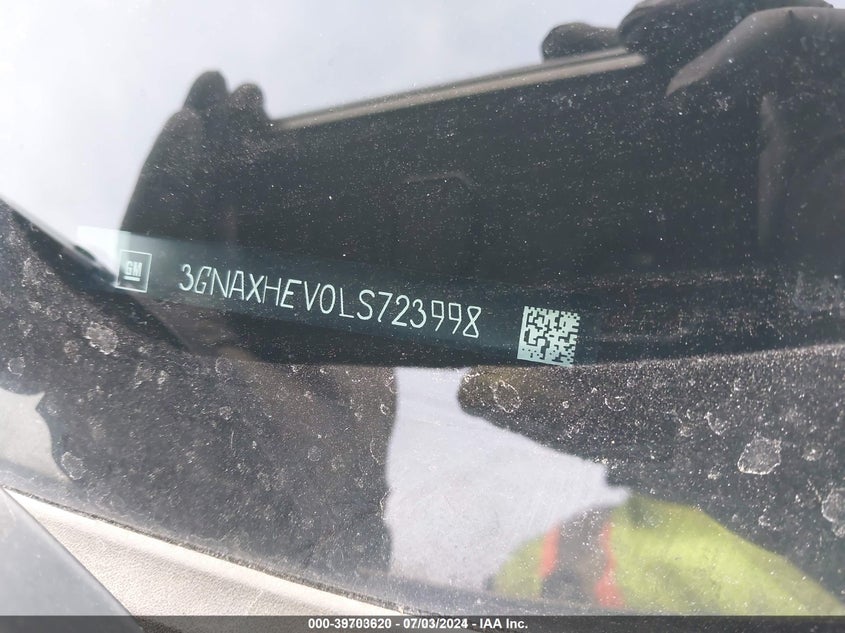 GM
3GNAXHEV0LS723998
000-39703620 - 07/03/2024 - IAA Inc.